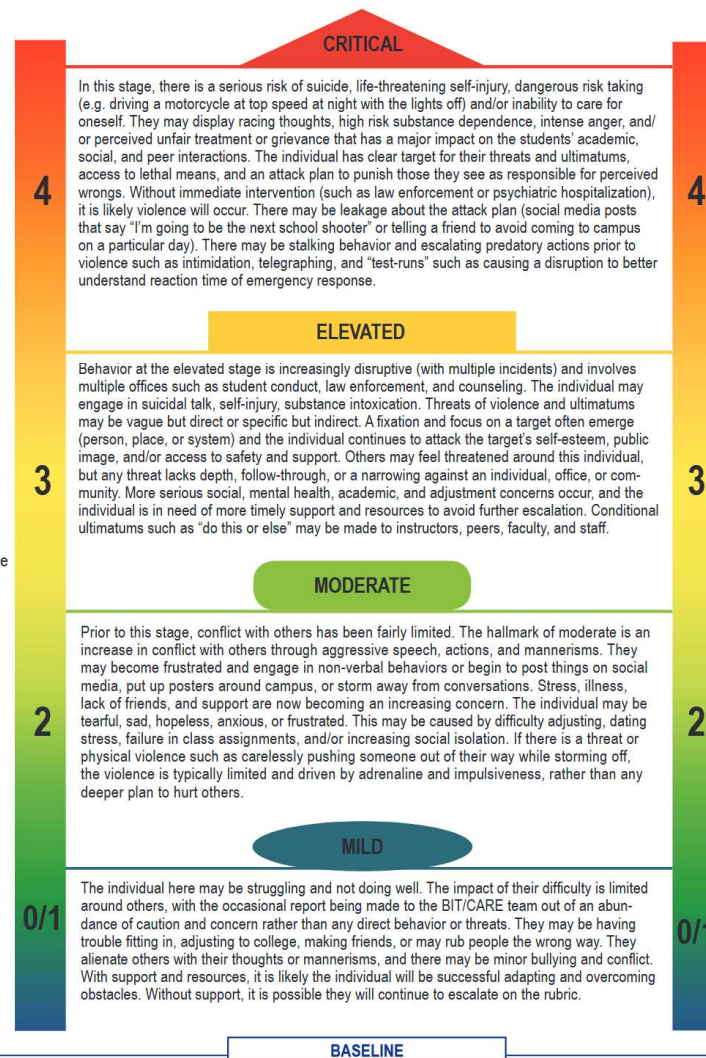 CRITICAL
In this stage, there is a serious risk of suicide, life-threatening self-injury, dangerous risk taking
(e.g. driving a motorcycle at top speed at night with the lights off) and/or inability to care for
oneself. They may display racing thoughts, high risk substance dependence, intense anger, and/
or perceived unfair treatment or grievance that has a major impact on the students' academic,
social, and peer interactions. The individual has clear target for their threats and ultimatums,
access to lethal means, and an attack plan to punish those they see as responsible for perceived
wrongs. Without immediate intervention (such as law enforcement or psychiatric hospitalization),
it is likely violence will occur. There may be leakage about the attack plan (social media posts
that say "I'm going to be the next school shooter" or telling a friend to avoid coming to campus
on a particular day). There may be stalking behavior and escalating predatory actions prior to
violence such as intimidation, telegraphing, and "test-runs" such as causing a disruption to better
understand reaction time of emergency response.
4
4
ELEVATED
Behavior at the elevated stage is increasingly disruptive (with multiple incidents) and involves
multiple offices such as student conduct, law enforcement, and counseling. The individual may
engage in suicidal talk, self-injury, substance intoxication. Threats of violence and ultimatums
may be vague but direct or specific but indirect. A fixation and focus on a target often emerge
(person, place, or system) and the individual continues to attack the target's self-esteem, public
image, and/or access to safety and support. Others may feel threatened around this individual,
but any threat lacks depth, follow-through, or a narrowing against an individual, office, or com-
munity. More serious social, mental health, academic, and adjustment concerns occur, and the
individual is in need of more timely support and resources to avoid further escalation. Conditional
ultimatums such as "do this or else" may be made to instructors, peers, faculty, and staff.
3
3
e
MODERATE
Prior to this stage, conflict with others has been fairly limited. The hallmark of moderate is an
increase in conflict with others through aggressive speech, actions, and mannerisms. They
may become frustrated and engage in non-verbal behaviors or begin to post things on social
media, put up posters around campus, or storm away from conversations. Stress, illness,
lack of friends, and support are now becoming an increasing concern. The individual may be
tearful, sad, hopeless, anxious, or frustrated. This may be caused by difficulty adjusting, dating
stress, failure in class assignments, and/or increasing social isolation. If there is a threat or
physical violence such as carelessly pushing someone out of their way while storming off,
the violence is typically limited and driven by adrenaline and impulsiveness, rather than any
deeper plan to hurt others.
2
2
MILD
The individual here may be struggling and not doing well. The impact of their difficulty is limited
around others, with the occasional report being made to the BIT/CARE team out of an abun-
dance of caution and concern rather than any direct behavior or threats. They may be having
trouble fitting in, adjusting to college, making friends, or may rub people the wrong way. They
alienate others with their thoughts or mannerisms, and there may be minor bullying and conflict.
With support and resources, it is likely the individual will be successful adapting and overcoming
obstacles. Without support, it is possible they will continue to escalate on the rubric.
0/1
0/1
BASELINE